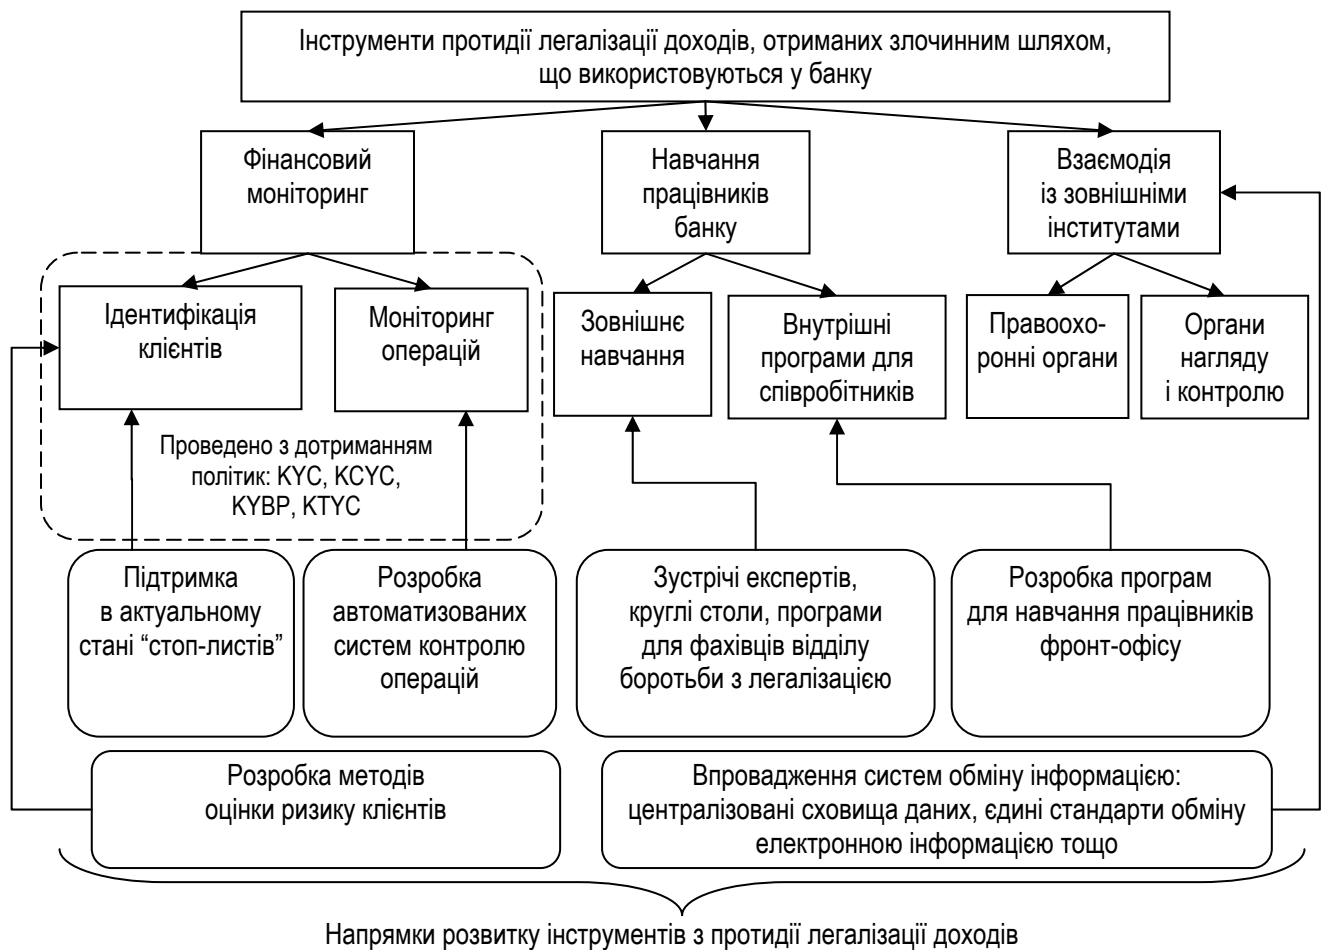 Інструменти протидії легалізації доходів, отриманих злочинним шляхом,
що використовуються у банку
Фінансовий
моніторинг
Навчання
працівників
банку
Взаємодія
із зовнішніми
інститутами
Ідентифікація
клієнтів
Моніторинг
операцій
Зовнішнє
навчання
Внутрішні
програми для
співробітників
Правоохо-
ронні органи
Органи
нагляду
і контролю
Проведено з дотриманням
політик: KYC, KCYC,
KYBP, KTYC
Підтримка
в актуальному
стані “стоп-листів”
Розробка
автоматизованих
систем контролю
операцій
Зустрічі експертів,
круглі столи, програми
для фахівців відділу
боротьби з легалізацією
Розробка програм
для навчання працівників
фронт-офісу
Розробка методів
оцінки ризику клієнтів
Впровадження систем обміну інформацією:
централізовані сховища даних, єдині стандарти обміну
електронною інформацією тощо
Напрямки розвитку інструментів з протидії легалізації доходів